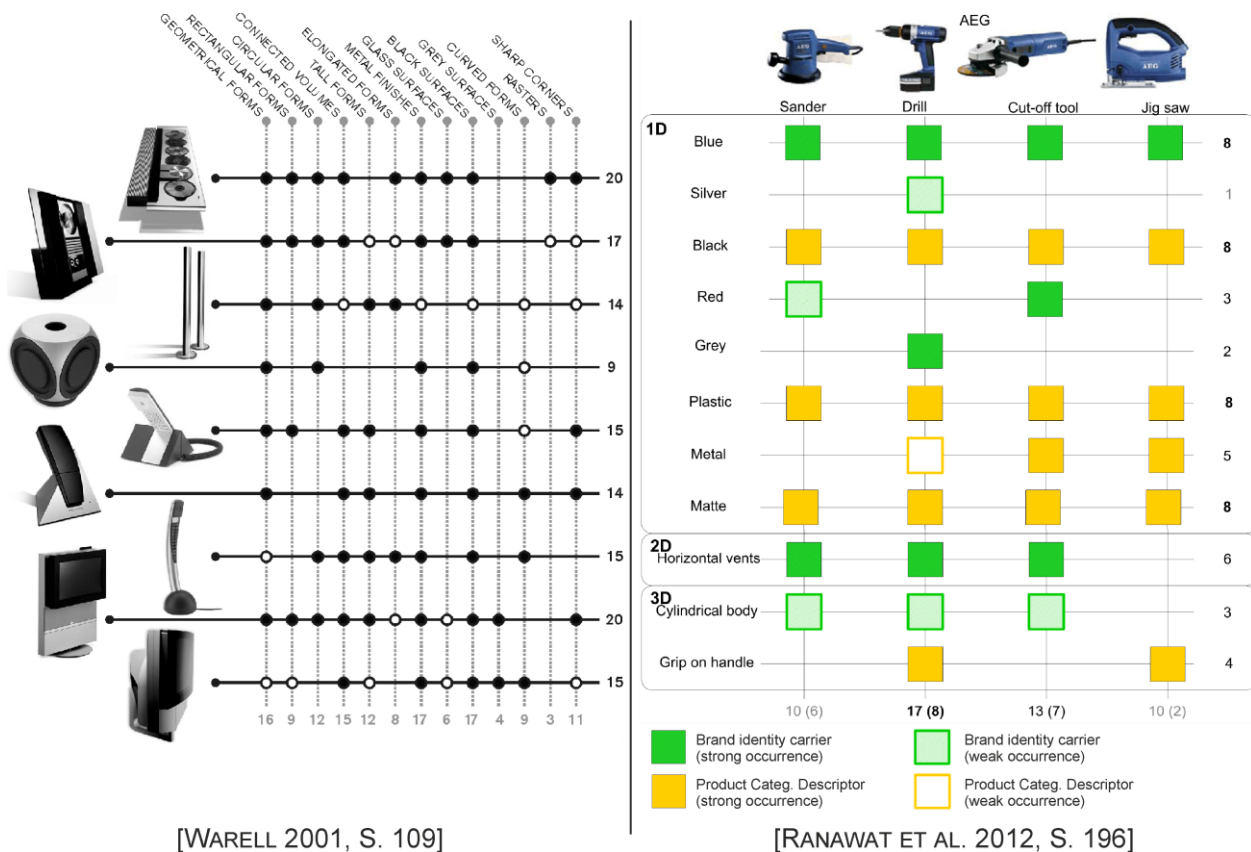 GEOMETRICAL FORMS
RECTANGULAR FORMS
CIRCULAR FORMS
CONNECTED VOLUMES
TALL FORMS
ELONGATED FORMS
METAL FINISHES
GLASS SURFACES
BLACK SURFACES
GREY SURFACES
CURVED FORMS
RASTERS
SHARP CORNERS
20
17
14
9
15
14
15
20
15
16 9 12 15 12 8 17 6 17 4 9 3 11
[WARELL 2001, S. 109]
AEG
Sander Drill Cut-off tool Jig saw
1D
Blue 8
Silver 1
Black 8
Red 3
Grey 2
Plastic 8
Metal 5
Matte 8
2D
Horizontal vents 6
3D
Cylindrical body 3
Grip on handle 4
10 (6) 17 (8) 13 (7) 10 (2)
Brand identity carrier
(strong occurrence)
Brand identity carrier
(weak occurrence)
Product Categ. Descriptor
(strong occurrence)
Product Categ. Descriptor
(weak occurrence)
[RANAWAT ET AL. 2012, S. 196]